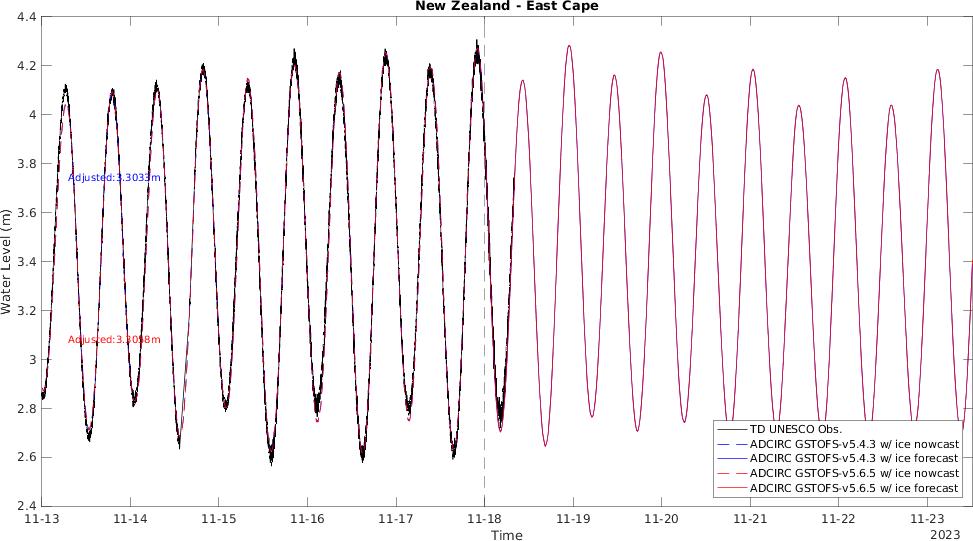 New Zealand - East Cape
4.4
4.2
4
3.8
3.6
3.4
3.2
3
2.8
2.6
2.4
Water Level (m)
Adjusted:3.3033m
Adjusted:3.3058m
TD UNESCO Obs.
ADCIRC GSTOFS-v5.4.3 w/ ice nowcast
ADCIRC GSTOFS-v5.4.3 w/ ice forecast
ADCIRC GSTOFS-v5.6.5 w/ ice nowcast
ADCIRC GSTOFS-v5.6.5 w/ ice forecast
11-13 11-14 11-15 11-16 11-17 11-18 11-19 11-20 11-21 11-22 11-23
Time 2023